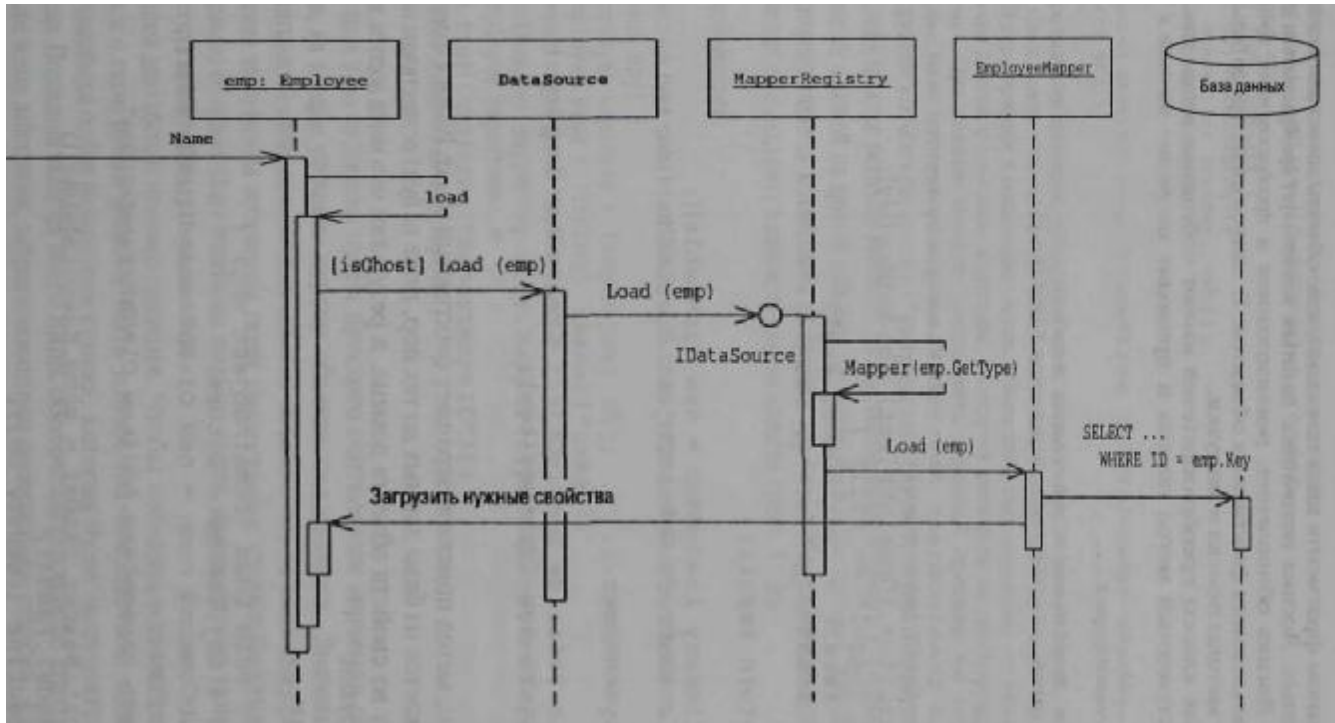 emp: Employee
DataSource
MapperRegistry
EmployeeMapper
База данных
Name
load
[isGhost] Load (emp)
Load (emp)
IDataSource
Mapper(emp.GetType)
Load (emp)
SELECT ...
WHERE ID = emp.Key
Загрузить нужные свойства